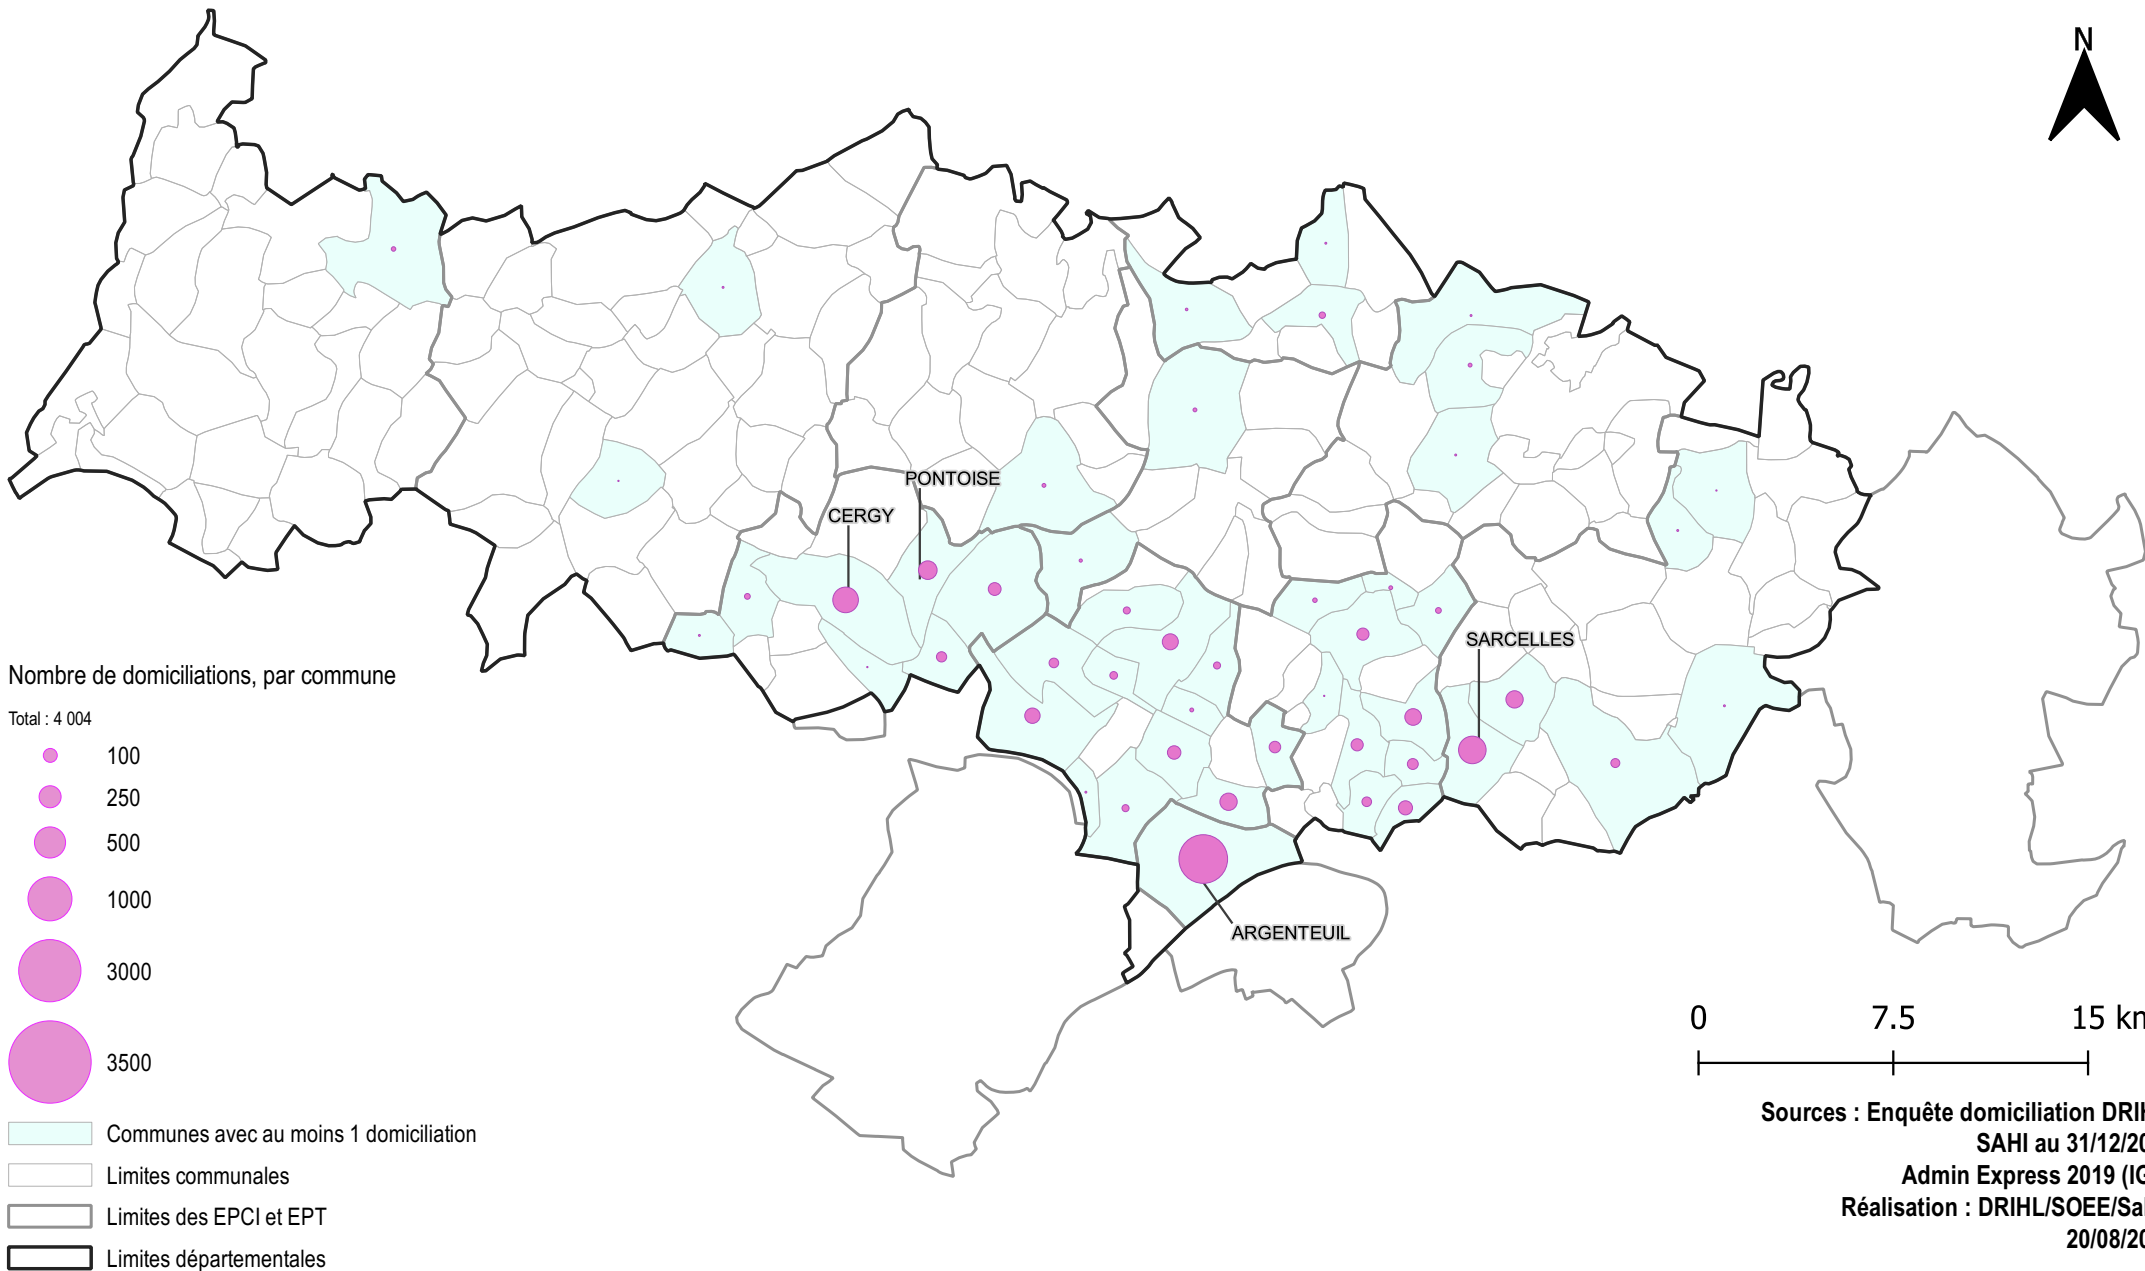 N
PONTOISE
CERGY
SARCELLES
ARGENTEUIL
Nombre de domiciliations, par commune
Total : 4 004
100
250
500
1000
3000
3500
Communes avec au moins 1 domiciliation
Limites communales
Limites des EPCI et EPT
Limites départementales
0 7.5 15 km
Sources : Enquête domiciliation
SAHI au
Admin Express 2019
Réalisation :